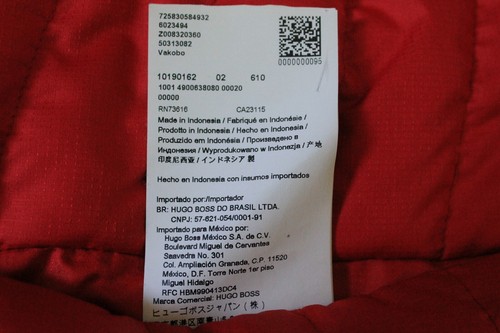 725830584932
6023494
Z008320360
50313082
Vakobo
0000000095
10190162 02 610
1001 4900638080 00020
00000
RN73616 CA23115
Made in Indonesia / Fabriqué en Indonésie /
Prodotto in Indonesia / Hecho en Indonesia /
Produzido em Indonésia / Произведено в
Индонезии / Wyprodukowano w Indonezja / 产地
印度尼西亚 / インドネシア 製
Hecho en Indonesia con insumos importados
Importado por:/Importador
BR: HUGO BOSS DO BRASIL LTDA.
CNPJ: 57-621-054/0001-91
Importado para México por:
Hugo Boss México S.A. de C.V.
Boulevard Miguel de Cervantes
Saavedra No. 301
Col. Ampliación Granada, C.P. 11520
México, D.F. Torre Norte 1er piso
Miguel Hidalgo
RFC HBM990413DC4
Marca Comercial: HUGO BOSS
ヒューゴボスジャパン（株）